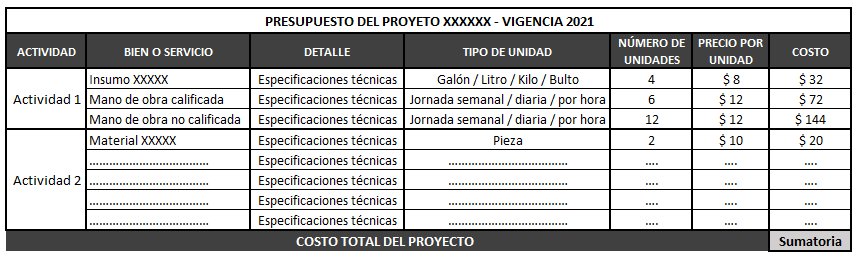 PRESUPUESTO DEL PROYETO XXXXXX - VIGENCIA 2021
ACTIVIDAD BIEN O SERVICIO DETALLE TIPO DE UNIDAD NÚMERO DE UNIDADES PRECIO POR UNIDAD COSTO
Actividad 1 Insumo XXXXX Especificaciones técnicas Galón / Litro / Kilo / Bulto 4 $ 8 $ 32
Mano de obra calificada Especificaciones técnicas Jornada semanal / diaria / por hora 6 $ 12 $ 72
Mano de obra no calificada Especificaciones técnicas Jornada semanal / diaria / por hora 12 $ 12 $ 144
Actividad 2 Material XXXXX Especificaciones técnicas Pieza 2 $ 10 $ 20
........................................ Especificaciones técnicas ........................................ .... .... ....
........................................ Especificaciones técnicas ........................................ .... .... ....
........................................ Especificaciones técnicas ........................................ .... .... ....
........................................ Especificaciones técnicas ........................................ .... .... ....
COSTO TOTAL DEL PROYECTO Sumatoria